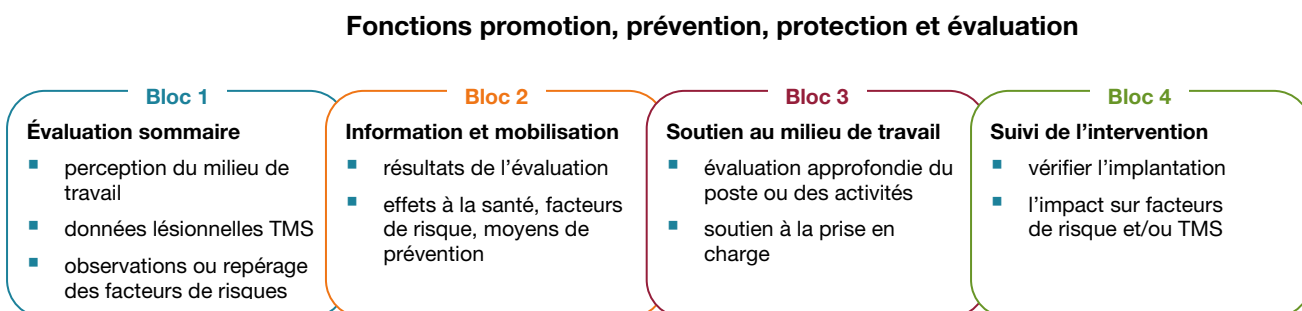 Fonctions promotion, prévention, protection et évaluation
Bloc 1
Évaluation sommaire
▪ perception du milieu de
travail
▪ données lésionnelles TMS
▪ observations ou repérage
des facteurs de risques
Bloc 2
Information et mobilisation
▪ résultats de l’évaluation
▪ effets à la santé, facteurs
de risque, moyens de
prévention
Bloc 3
Soutien au milieu de travail
▪ évaluation approfondie du
poste ou des activités
▪ soutien à la prise en
charge
Bloc 4
Suivi de l’intervention
▪ vérifier l’implantation
▪ l’impact sur facteurs
de risque et/ou TMS